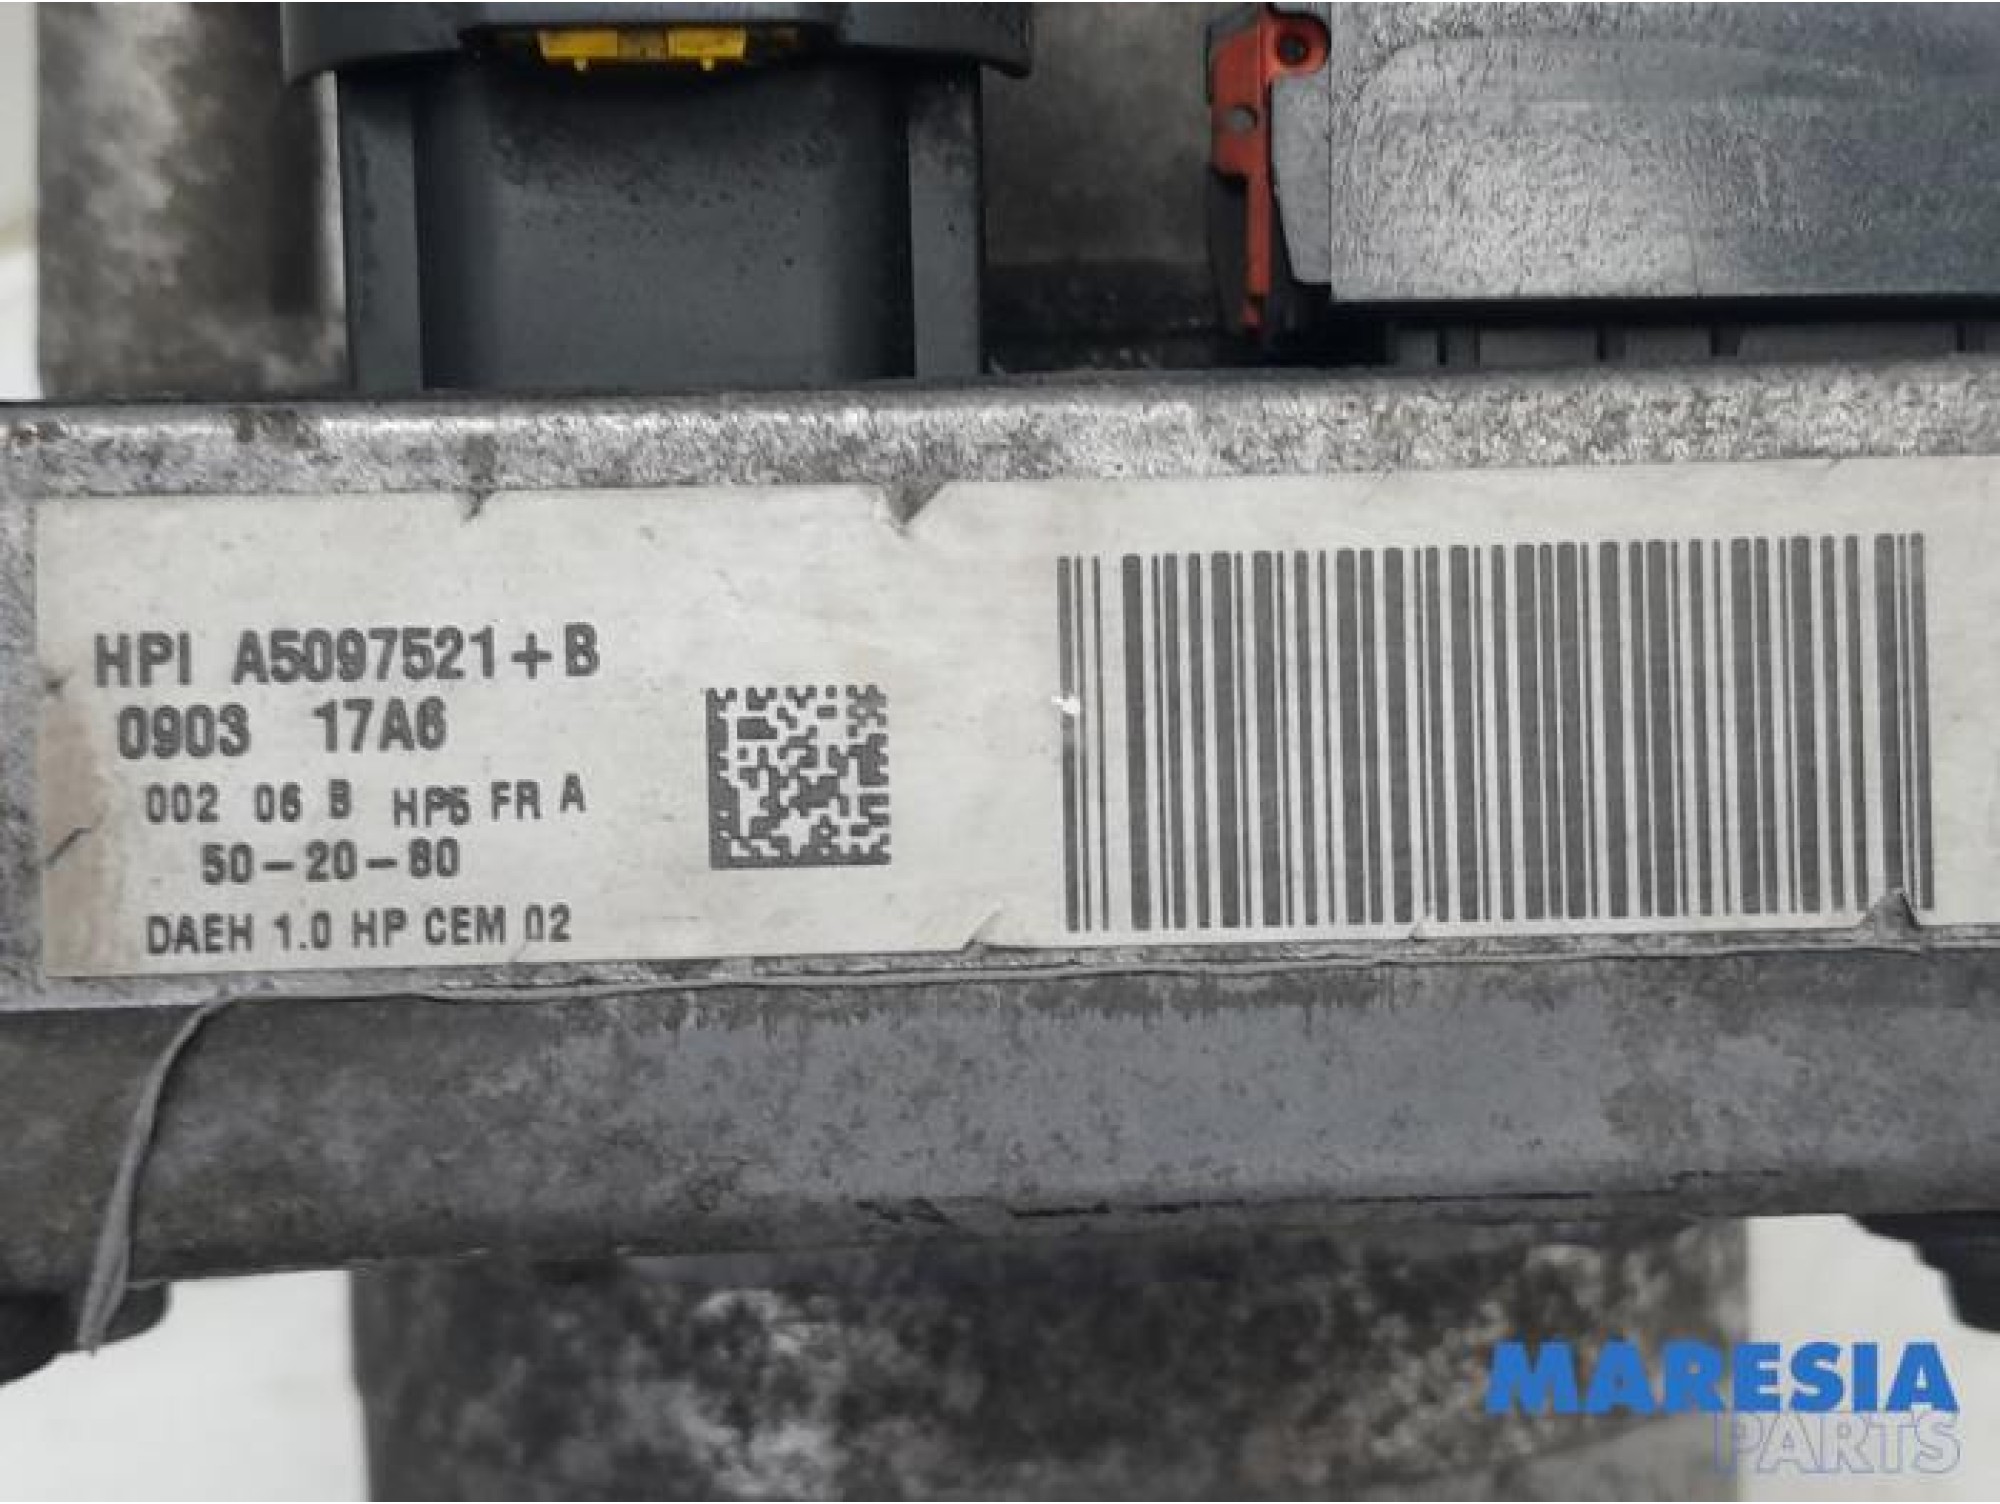 HPI A5097521+B
0903 17A6
002 06 B HP5 FR A
50-20-80
DAEH 1.0 HP CEM 02
MARESIA
PARTS